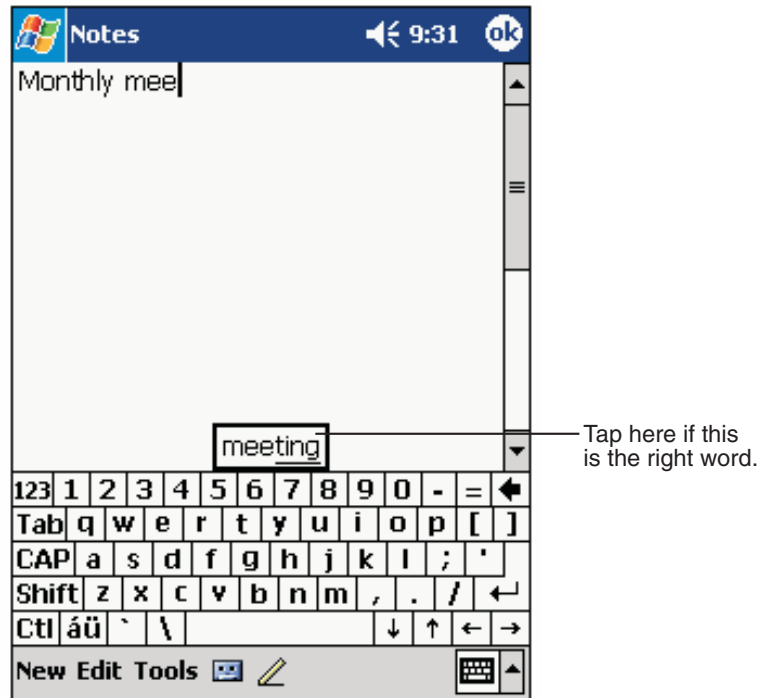 Notes 9:31 ok
Monthly mee
meeting
Tap here if this
is the right word.
123 1 2 3 4 5 6 7 8 9 0 - =
Tab q w e r t y u i o p [ ]
CAP a s d f g h j k l ; '
Shift z x c v b n m , . /
Ctl áü ` \ ↓ ↑ ← →
New Edit Tools